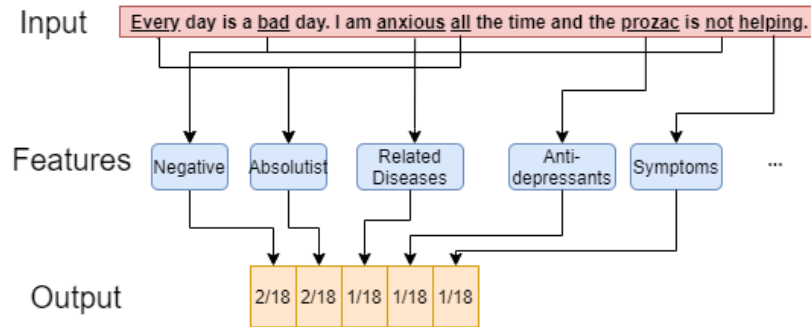 Input
Every day is a bad day. I am anxious all the time and the prozac is not helping.
Features
Negative
Absolutist
Related
Diseases
Anti-
depressants
Symptoms
...
Output
2/18 2/18 1/18 1/18 1/18